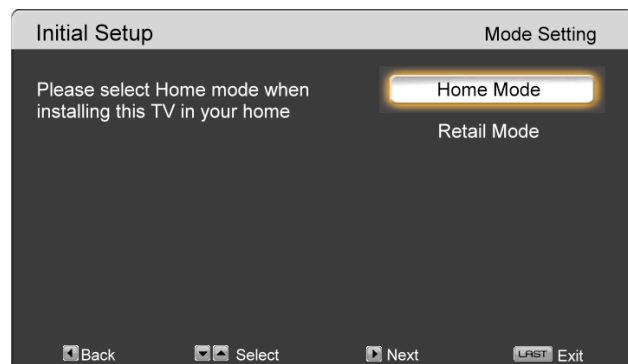 Initial Setup
Mode Setting
Please select Home mode when
installing this TV in your home
Home Mode
Retail Mode
Back
Select
Next
LAST Exit